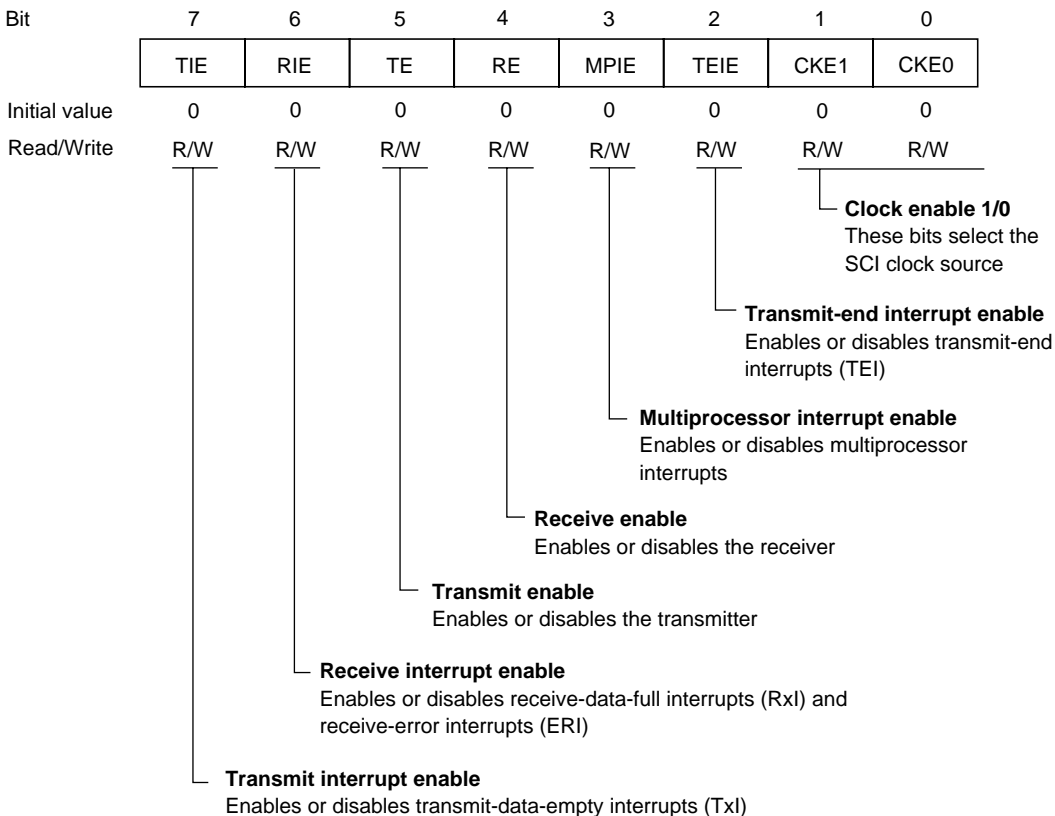 Bit 7 6 5 4 3 2 1 0
TIE RIE TE RE MPIE TEIE CKE1 CKE0
Initial value 0 0 0 0 0 0 0 0
Read/Write R/W R/W R/W R/W R/W R/W R/W R/W
Clock enable 1/0
These bits select the
SCI clock source
Transmit-end interrupt enable
Enables or disables transmit-end
interrupts (TEI)
Multiprocessor interrupt enable
Enables or disables multiprocessor
interrupts
Receive enable
Enables or disables the receiver
Transmit enable
Enables or disables the transmitter
Receive interrupt enable
Enables or disables receive-data-full interrupts (RxI) and
receive-error interrupts (ERI)
Transmit interrupt enable
Enables or disables transmit-data-empty interrupts (TxI)